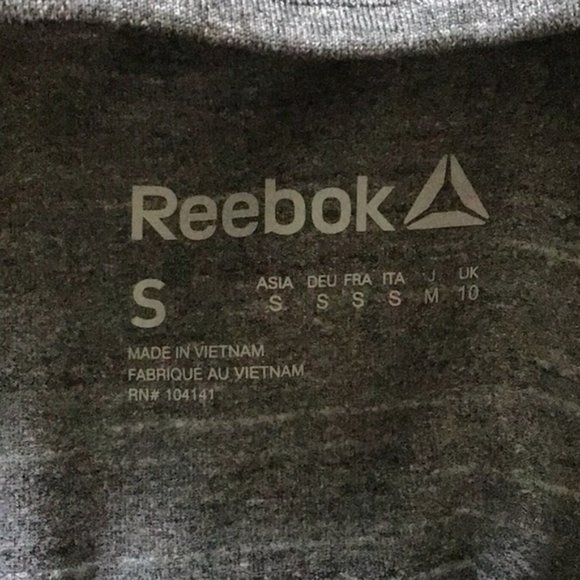 Reebok
S
ASIA DEU FRA ITA J UK
S S S S M 10
MADE IN VIETNAM
FABRIQUÉ AU VIETNAM
RN# 104141